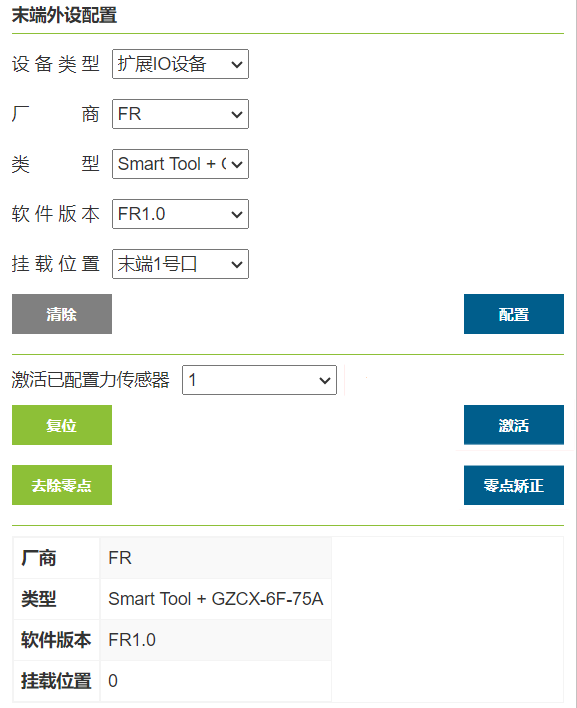 末端外设配置
设备类型 扩展IO设备
厂商 FR
类型 Smart Tool + 
软件版本 FR1.0
挂载位置 末端1号口
清除 配置
激活已配置力传感器 1
复位 激活
去除零点 零点矫正
厂商 FR
类型 Smart Tool + GZCX-6F-75A
软件版本 FR1.0
挂载位置 0